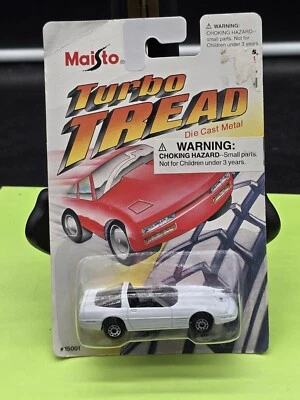 Maisto®
⚠ WARNING:
CHOKING HAZARD--
small parts. Not for
children under 3 years.
Turbo
TREAD
Die Cast Metal
⚠ WARNING:
CHOKING HAZARD--Small parts.
Not for Children under 3 years.
#15001